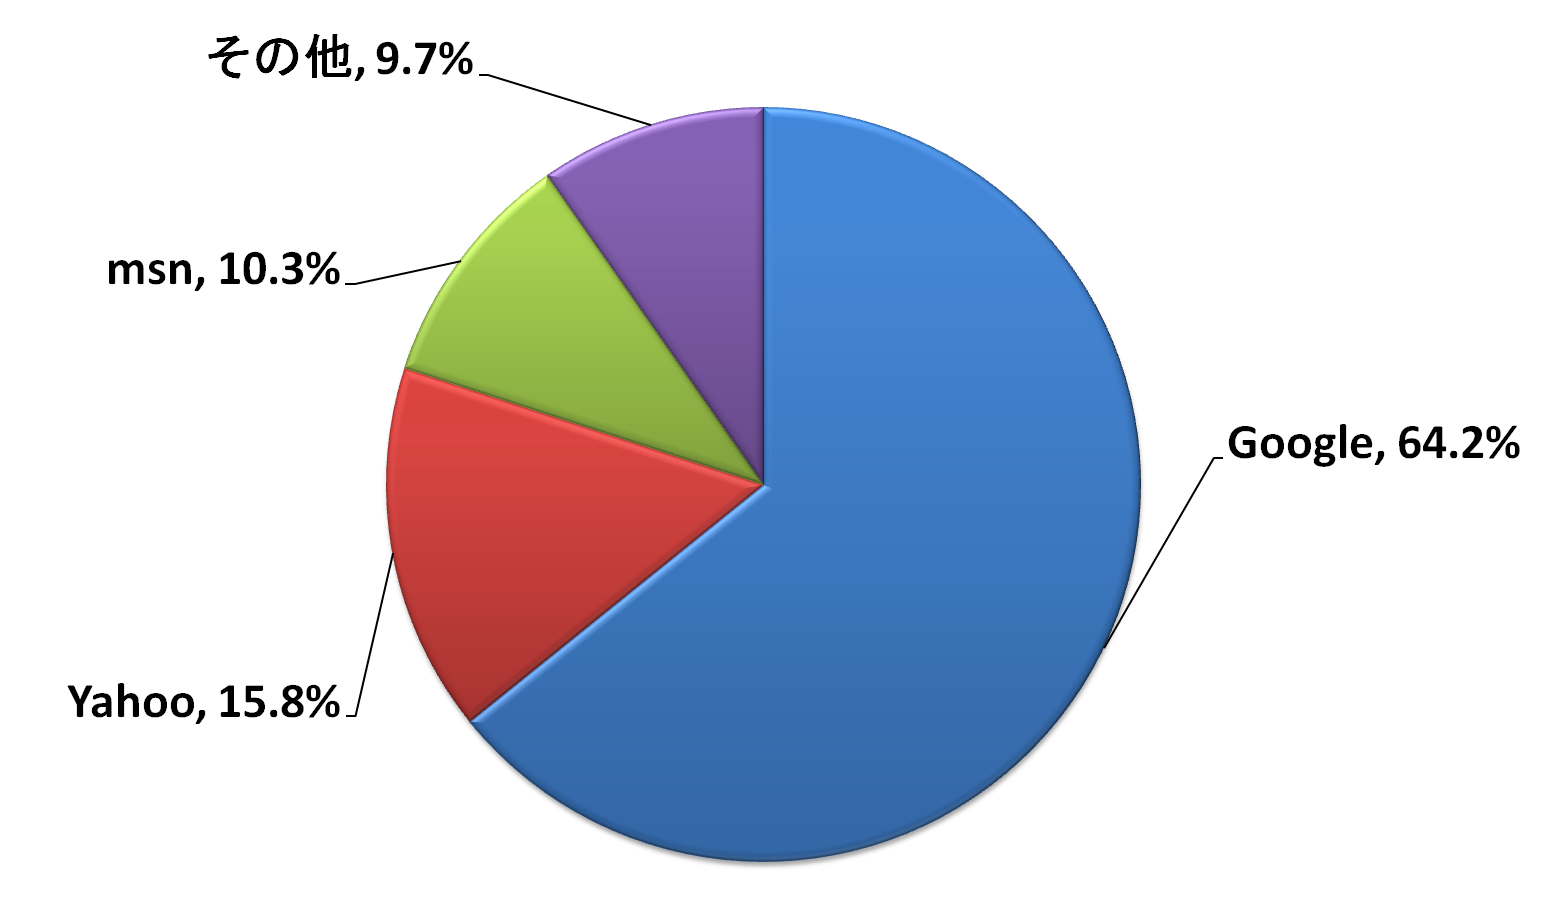 その他, 9.7%
msn, 10.3%
Google, 64.2%
Yahoo, 15.8%